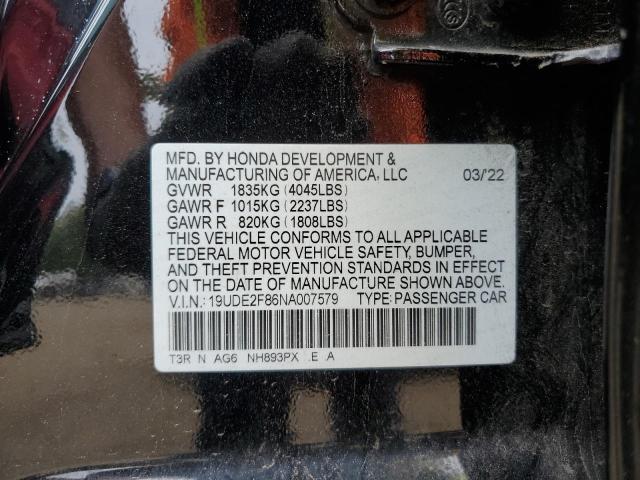 MFD. BY HONDA DEVELOPMENT &
MANUFACTURING OF AMERICA, LLC 03/'22
GVWR 1835KG (4045LBS)
GAWR F 1015KG (2237LBS)
GAWR R 820KG (1808LBS)
THIS VEHICLE CONFORMS TO ALL APPLICABLE
FEDERAL MOTOR VEHICLE SAFETY, BUMPER,
AND THEFT PREVENTION STANDARDS IN EFFECT
ON THE DATE OF MANUFACTURE SHOWN ABOVE.
V.I.N.: 19UDE2F86NA007579 TYPE: PASSENGER CAR
T3R N AG6 NH893PX .E .A